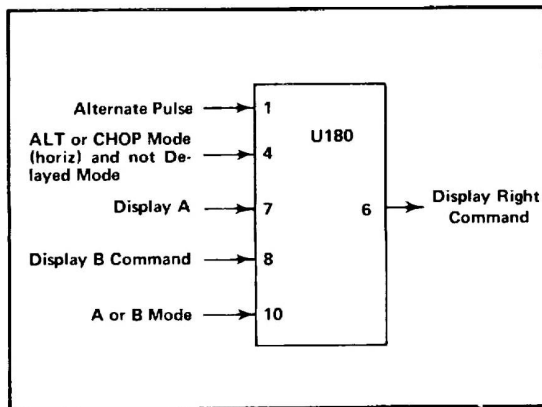 Alternate Pulse
1
U180
ALT or CHOP Mode
(horiz) and not De-
layed Mode
4
Display A
7
6
Display Right
Command
Display B Command
8
A or B Mode
10